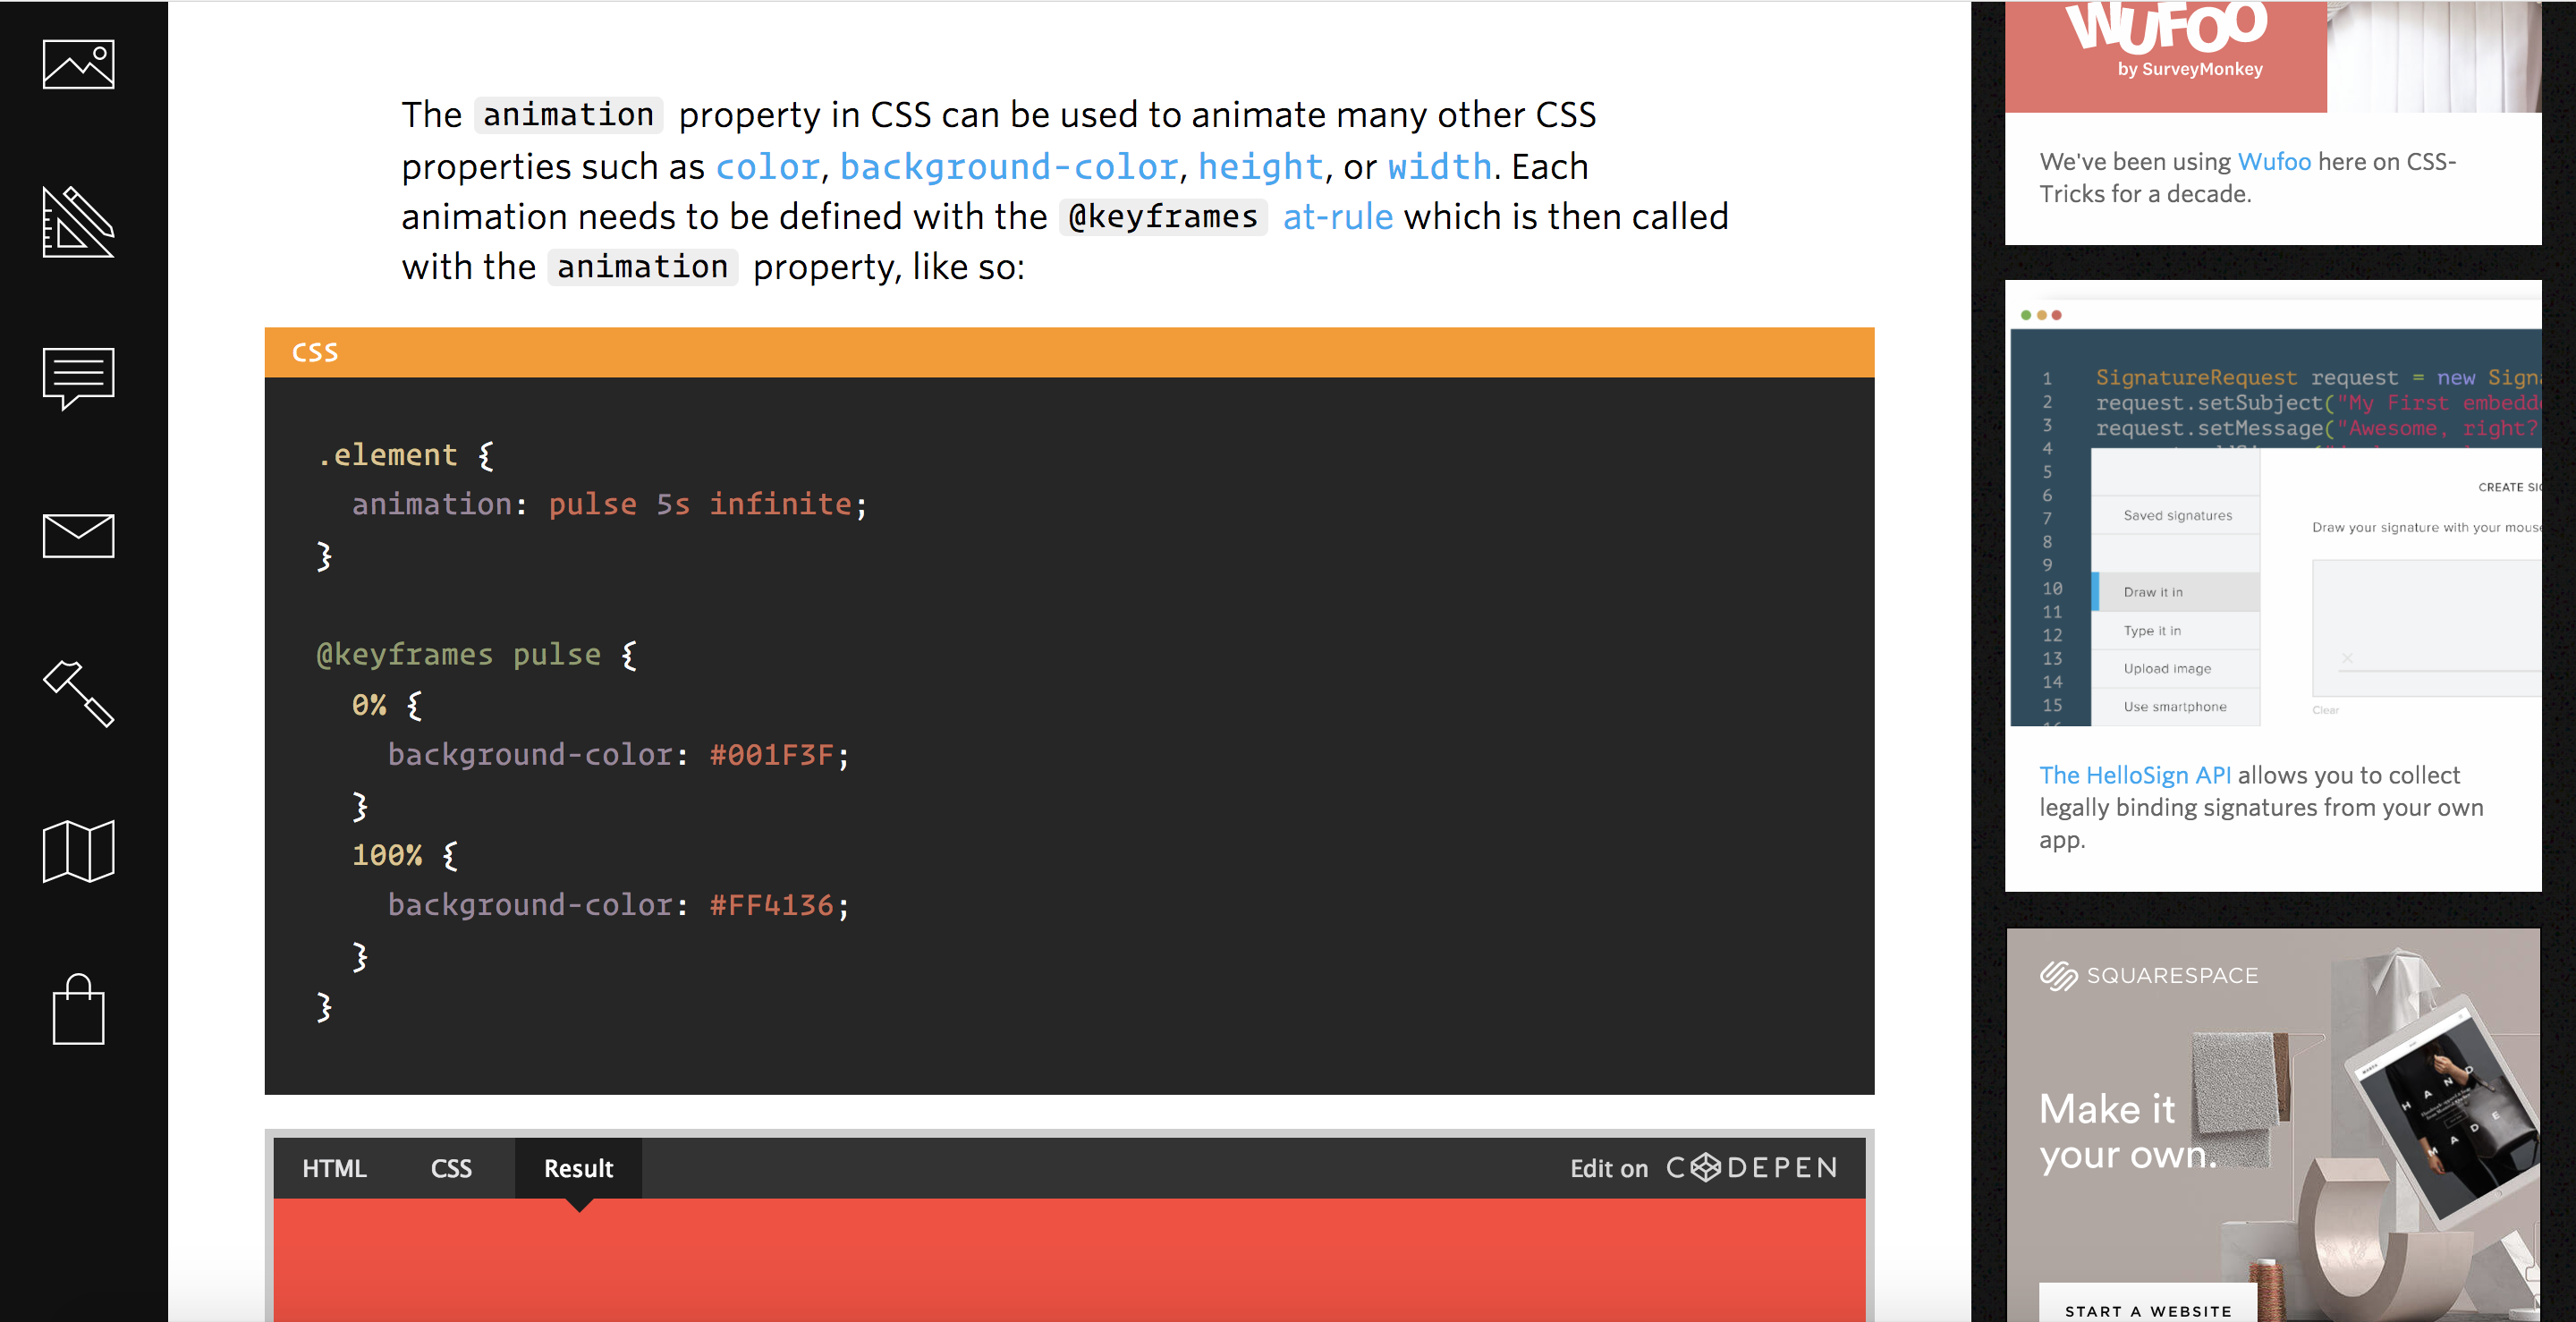 The animation property in CSS can be used to animate many other CSS
properties such as color, background-color, height, or width. Each
animation needs to be defined with the @keyframes at-rule which is then called
with the animation property, like so:
CSS
.element {
animation: pulse 5s infinite;
}
@keyframes pulse {
0% {
background-color: #001F3F;
}
100% {
background-color: #FF4136;
}
}
HTML CSS Result Edit on CODEPEN
WUFOO
by SurveyMonkey
We've been using Wufoo here on CSS-
Tricks for a decade.
1 SignatureRequest request = new Sign
2 request.setSubject("My First embedd
3 request.setMessage("Awesome, right?
4
5
6
7
8
9
10
11
12
13
14
15
CREATE SIG
Saved signatures
Draw your signature with your mous
Draw it in
Type it in
Upload image
Use smartphone
Clear
The HelloSign API allows you to collect
legally binding signatures from your own
app.
SQUARESPACE
Make it
your own.
HAND
MADE
START A WEBSITE